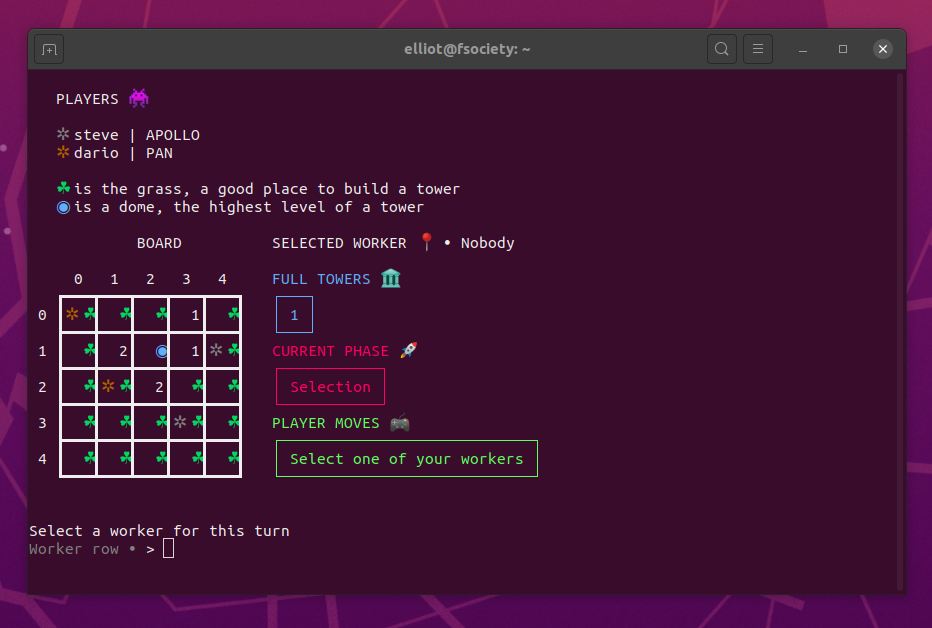 elliot@fsociety: ~
PLAYERS 👾
✲ steve | APOLLO
✲ dario | PAN
☘ is the grass, a good place to build a tower
◉ is a dome, the highest level of a tower
BOARD
0 1 2 3 4
0 ✲ ☘ ☘ ☘ 1 ☘
1 ☘ 2 ◉ 1 ✲ ☘
2 ☘ ✲ ☘ 2 ☘ ☘
3 ☘ ☘ ☘ ✲ ☘ ☘
4 ☘ ☘ ☘ ☘ ☘
SELECTED WORKER 📍 • Nobody
FULL TOWERS 🏛
1
CURRENT PHASE 🚀
Selection
PLAYER MOVES 🎮
Select one of your workers
Select a worker for this turn
Worker row • >